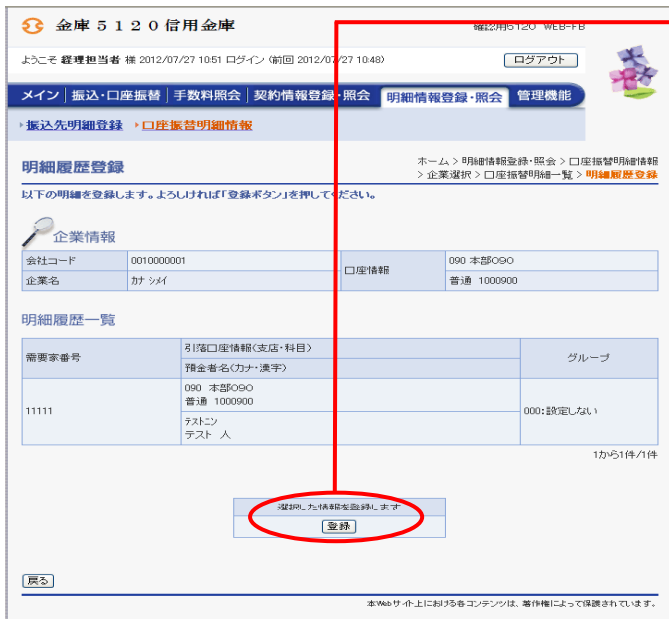 金庫５１２０信用金庫
確認用5120 WEB-FB
ようこそ 経理担当者 様 2012/07/27 10:51 ログイン (前回 2012/07/27 10:48)
ログアウト
メイン 振込・口座振替 手数料照会 契約情報登録・照会 明細情報登録・照会 管理機能
振込先明細登録 口座振替明細情報
明細履歴登録
ホーム > 明細情報登録・照会 > 口座振替明細情報
> 企業選択 > 口座振替明細一覧 > 明細履歴登録
以下の明細を登録します。よろしければ「登録ボタン」を押してください。
企業情報
会社コード 0010000001 口座情報 090 本部090
企業名 カナ シメイ 普通 1000900
明細履歴一覧
需要家番号 引落口座情報(支店・科目) グループ
預金者名(カナ・漢字)
11111 090 本部090
普通 1000900
000:設定しない
テストニン
テスト 人
1から1件/1件
選択した情報を登録します
登録
戻る
本Webサイト上における各コンテンツは、著作権によって保護されています。